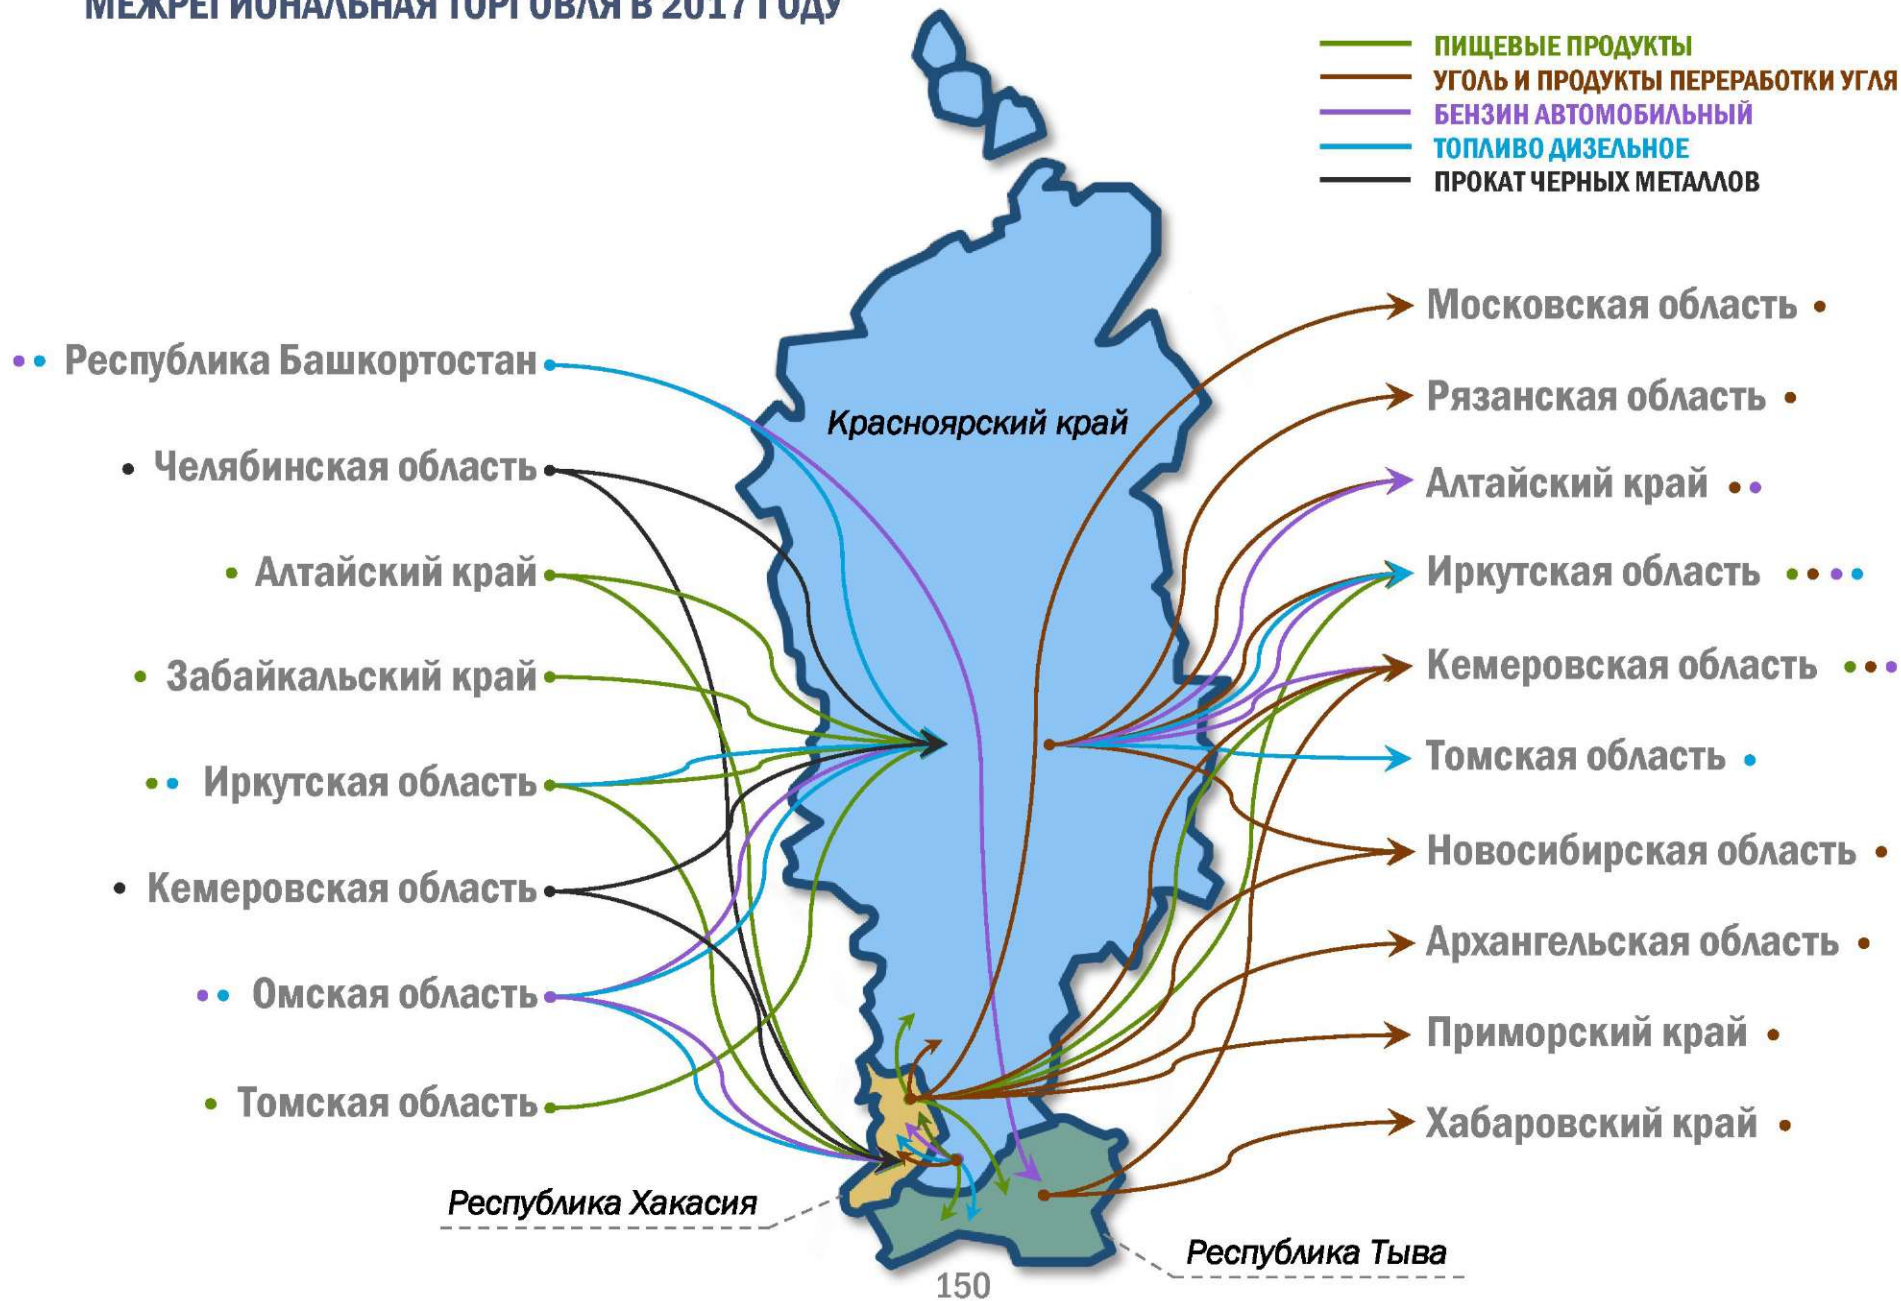 МЕЖРЕГИОНАЛЬНАЯ ТОРГОВЛЯ В 2017 ГОДУ
ПИЩЕВЫЕ ПРОДУКТЫ
УГОЛЬ И ПРОДУКТЫ ПЕРЕРАБОТКИ УГЛЯ
БЕНЗИН АВТОМОБИЛЬНЫЙ
ТОПЛИВО ДИЗЕЛЬНОЕ
ПРОКАТ ЧЕРНЫХ МЕТАЛЛОВ
Республика Башкортостан
Челябинская область
Алтайский край
Забайкальский край
Иркутская область
Кемеровская область
Омская область
Томская область
Красноярский край
Московская область
Рязанская область
Алтайский край
Иркутская область
Кемеровская область
Томская область
Новосибирская область
Архангельская область
Приморский край
Хабаровский край
Республика Хакасия
Республика Тыва
150